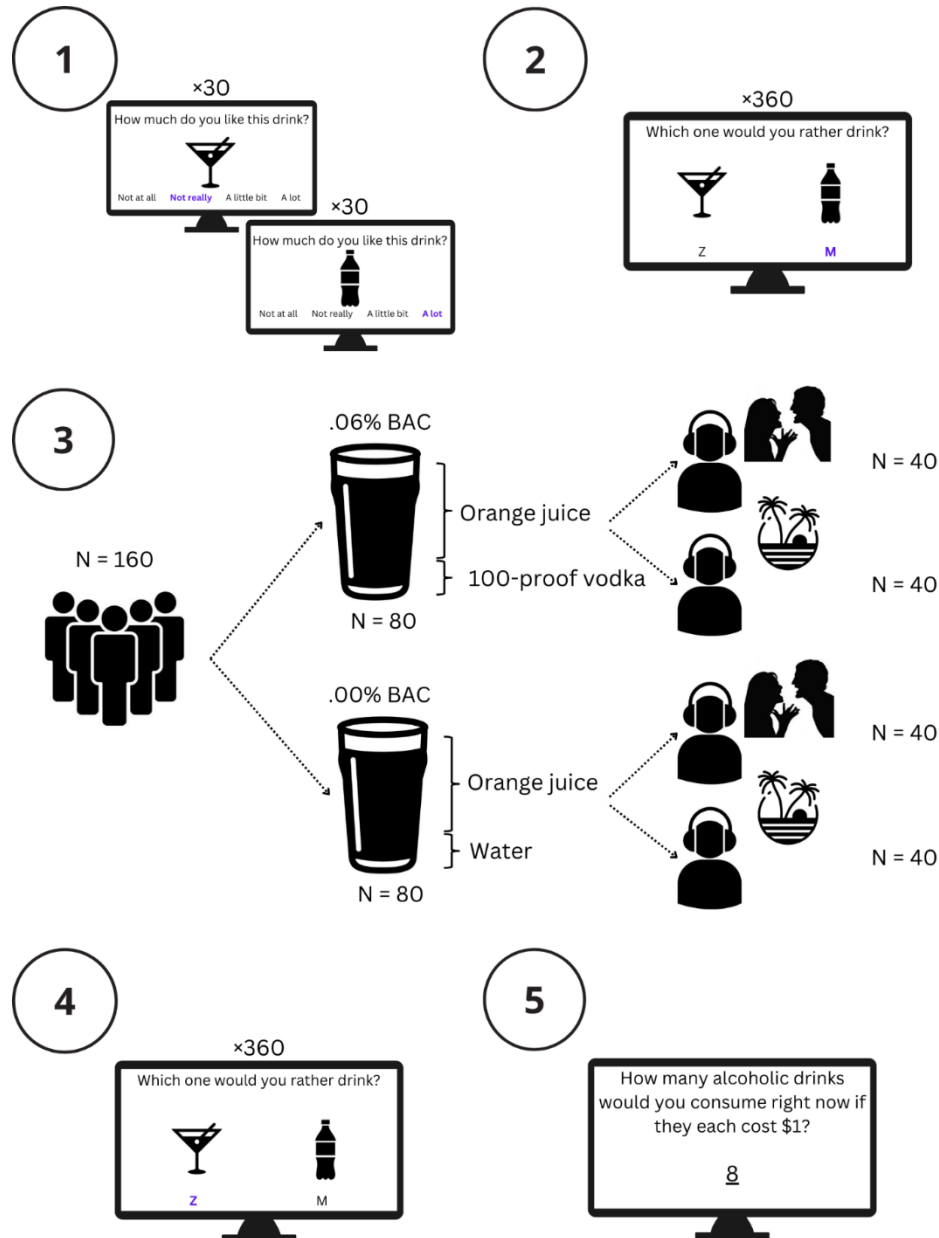 1
×30
How much do you like this drink?
Not at all Not really A little bit A lot
×30
How much do you like this drink?
Not at all Not really A little bit A lot
2
×360
Which one would you rather drink?
Z M
3
N = 160
.06% BAC
Orange juice
100-proof vodka
N = 80
N = 40
N = 40
.00% BAC
Orange juice
Water
N = 80
N = 40
N = 40
4
×360
Which one would you rather drink?
Z M
5
How many alcoholic drinks
would you consume right now if
they each cost $1?
8